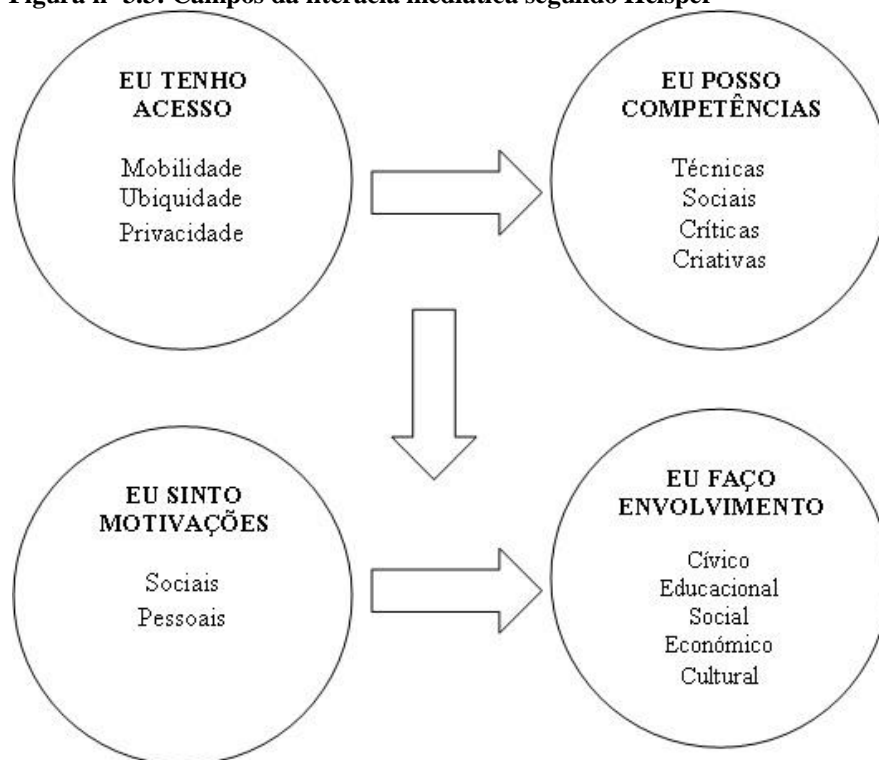 Figura nº 3.3: Campos da literacia mediática segundo Helsper
EU TENHO
ACESSO
Mobilidade
Ubiquidade
Privacidade
EU POSSO
COMPETÊNCIAS
Técnicas
Sociais
Críticas
Criativas
EU SINTO
MOTIVAÇÕES
Sociais
Pessoais
EU FAÇO
ENVOLVIMENTO
Cívico
Educacional
Social
Económico
Cultural